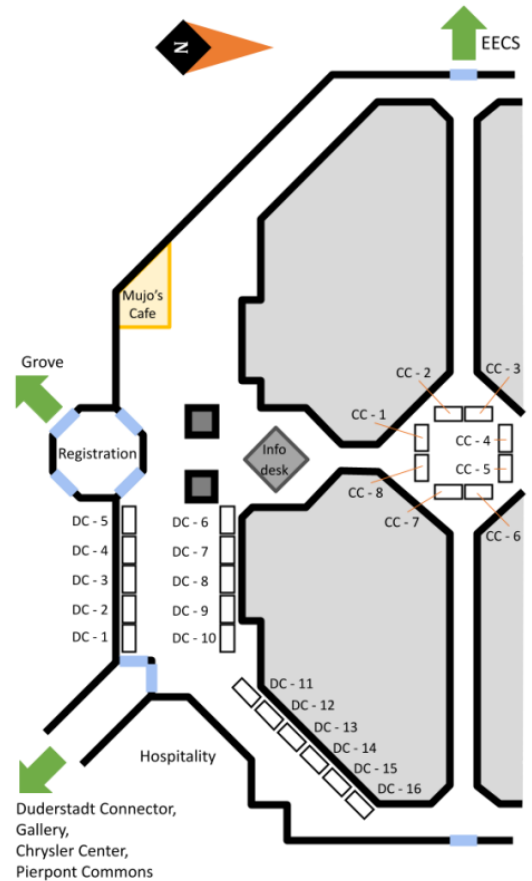 EECS
N
Mujo's
Cafe
Grove
CC - 2
CC - 3
CC - 1
CC - 4
Registration
Info
desk
CC - 5
CC - 8
CC - 7
CC - 6
DC - 5
DC - 6
DC - 4
DC - 7
DC - 3
DC - 8
DC - 2
DC - 9
DC - 1
DC - 10
DC - 11
DC - 12
DC - 13
DC - 14
DC - 15
DC - 16
Hospitality
Duderstadt Connector,
Gallery,
Chrysler Center,
Pierpont Commons